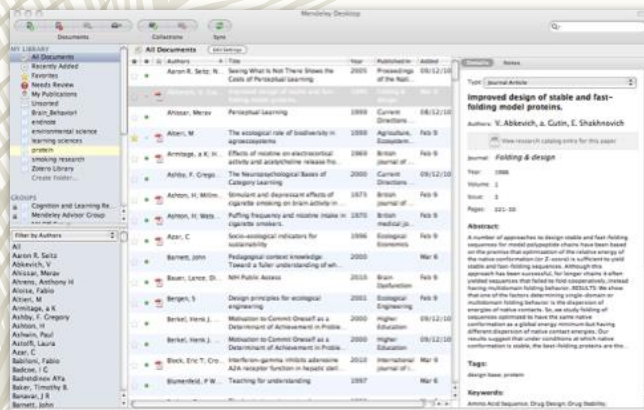 Mendeley Desktop
Documents
Collections
Sync
MY LIBRARY
All Documents
Recently Added
Favorites
Needs Review
My Publications
Unsorted
Brain_Behavior
endnote
environmental science
learning sciences
protein
smoking research
Zotero Library
Create Folder...
GROUPS
Cognition and Learning Re...
Mendeley Advisor Group
Filter by Authors
All
Aaron R. Seitz
Abkevich, V
Ahissar, Merav
Ahrens, Anthony H
Aloise, Fabio
Altieri, M
Armitage, a K
Ashby, F. Gregory
Ashton, H
Ashwin, Paul
Astolfi, Laura
Azar, C
Babiloni, Fabio
Badcoe, I G
Badretdinov AYa
Baker, Timothy B.
Banavar, J R
Barnett, John
All Documents Edit Settings
Authors Title Year Published In Added
Aaron R. Seitz, N... Seeing What Is Not There Shows the Costs of Perceptual Learning 2005 Proceedings of the Nati... 09/12/10
Ahissar, Merav Perceptual Learning 1999 Current Directions ... 08/12/10
Altieri, M The ecological role of biodiversity in agroecosystems 1999 Agriculture, Ecosystem... Feb 9
Armitage, a K; H... Effects of nicotine on electrocortical activity and acetylcholine release fro... 1969 British journal of ... Feb 9
Ashby, F. Grego... The Neuropsychological Bases of Category Learning 2000 Current Directions ... 09/12/10
Ashton, H; Millm... Stimulant and depressant effects of cigarette smoking on brain activity in ... British journal of ... Feb 9
Ashton, H; Wats... Puffing frequency and nicotine intake in cigarette smokers. 1970 British medical jo... Feb 9
Azar, C Socio-ecological indicators for sustainability 1996 Ecological Economics Feb 9
Barnett, John Pedagogical context knowledge: Toward a fuller understanding of wh... 2000 Mar 6
Bauer, Lance; Di... NIH Public Access 2010 Brain Feb 9
Bergen, S Design principles for ecological engineering 2001 Ecological Engineering Feb 9
Berkel, Henk J. ... Motivation to Commit Oneself as a Determinant of Achievement in Proble... 2000 Higher Education 09/12/10
Berkel, Henk J. ... Motivation to Commit Oneself as a Determinant of Achievement in Proble... 2000 Higher Education 09/12/10
Block, Eric T; Cro... Interferon-gamma inhibits adenosine A2A receptor function in hepatic stell... 2010 International journal of i... Mar 9
Blumenfeld, P W... Teaching for understanding 1997 Mar 6
Details Notes
Type: Journal Article
Improved design of stable and fast-
folding model proteins.
Authors: V. Abkevich, a. Gutin, E. Shakhnovich
View research catalog entry for this paper
Journal: Folding & design
Year:
Volume: 1
Issue: 3
Pages: 221-30
Abstract:
A number of approaches to design stable and fast-folding
sequences for model polypeptide chains have been based
on the premise that optimization of the relative energy of
the native conformation (or Z-score) is sufficient to yield
stable and fast-folding sequences. Although this
approach has been successful, for longer chains it often
yielded sequences that failed to fold cooperatively, instead
having multidomain folding behavior. RESULTS: We show
that one of the factors determining single-domain or
multidomain folding behavior is the dispersion of
energies of native contacts. So, we study folding of
sequences optimized to have the same native
conformation as a global energy minimum but having
different dispersion of native contact energies. Our
results suggest that under conditions at which native
conformation is stable, the best-folding proteins are the...
Tags:
design base; protein
Keywords:
Amino Acid Sequence; Drug Design; Drug Stability;